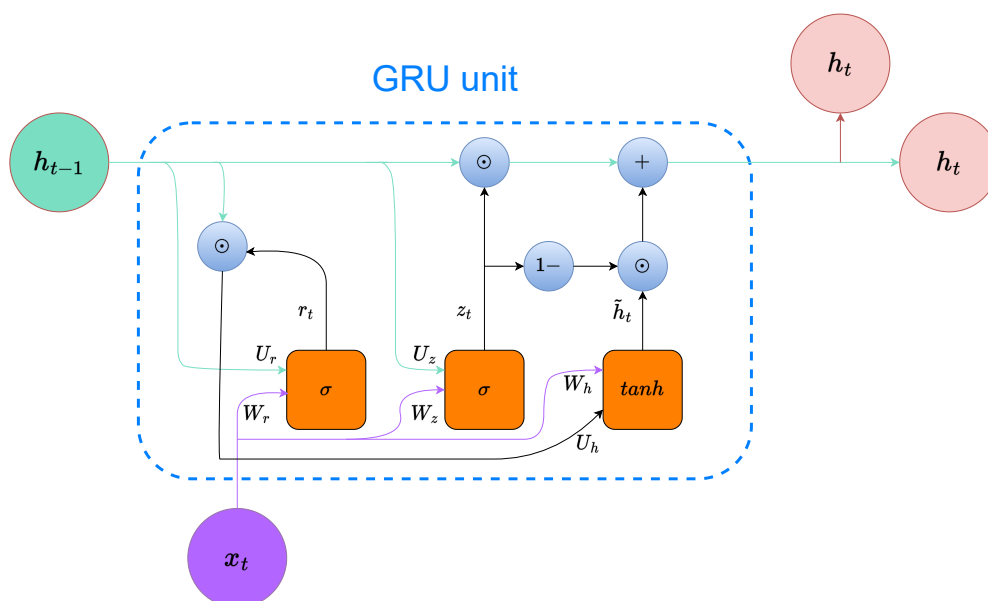 h_t
GRU unit
h_{t-1}
⊙
+
h_t
⊙
1−
⊙
r_t
z_t
h̃_t
U_r
U_z
W_h
σ
σ
tanh
W_r
W_z
U_h
x_t